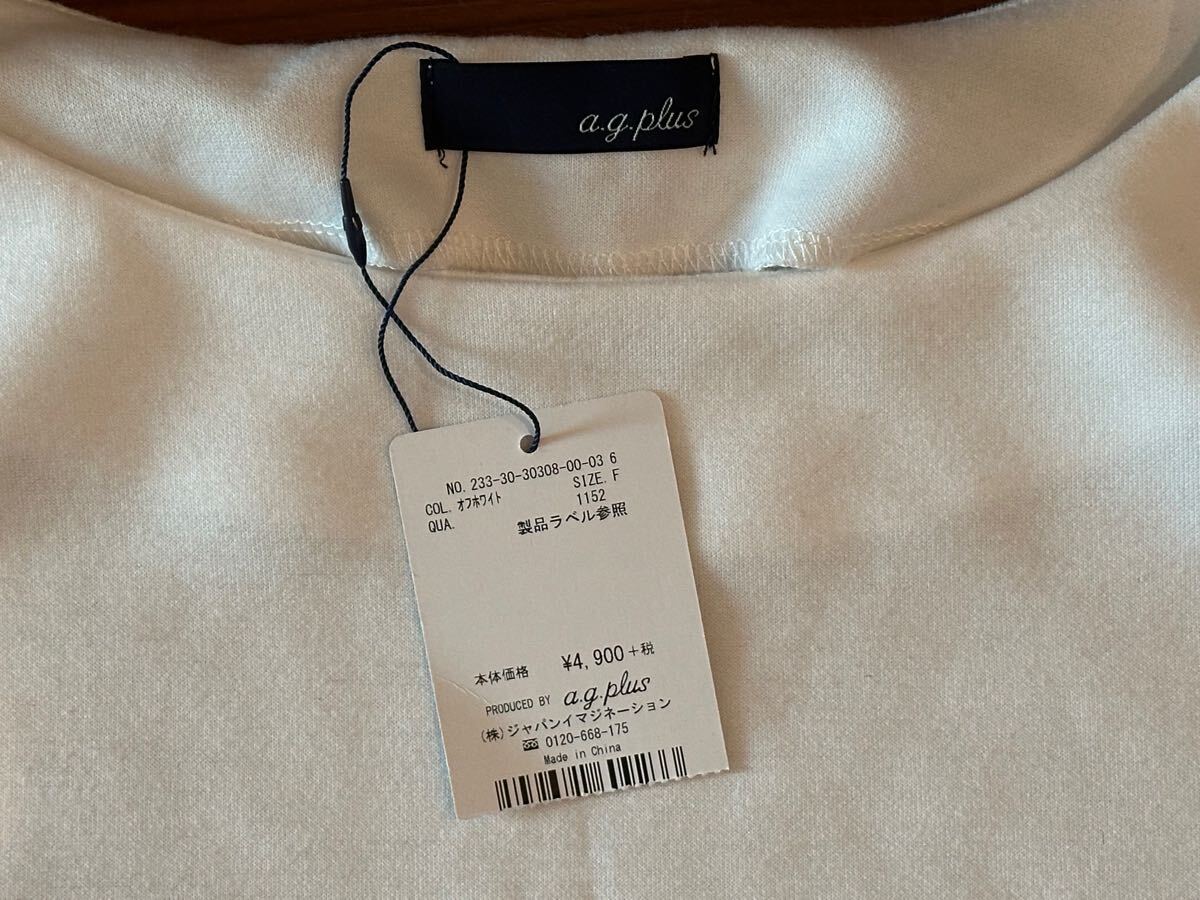 a.g.plus
NO. 233-30-30308-00-03 6
COL. オフホワイト SIZE. F
QUA. 1152
製品ラベル参照
本体価格 ¥4,900+税
PRODUCED BY a.g.plus
(株)ジャパンイマジネーション
0120-668-175
Made in China